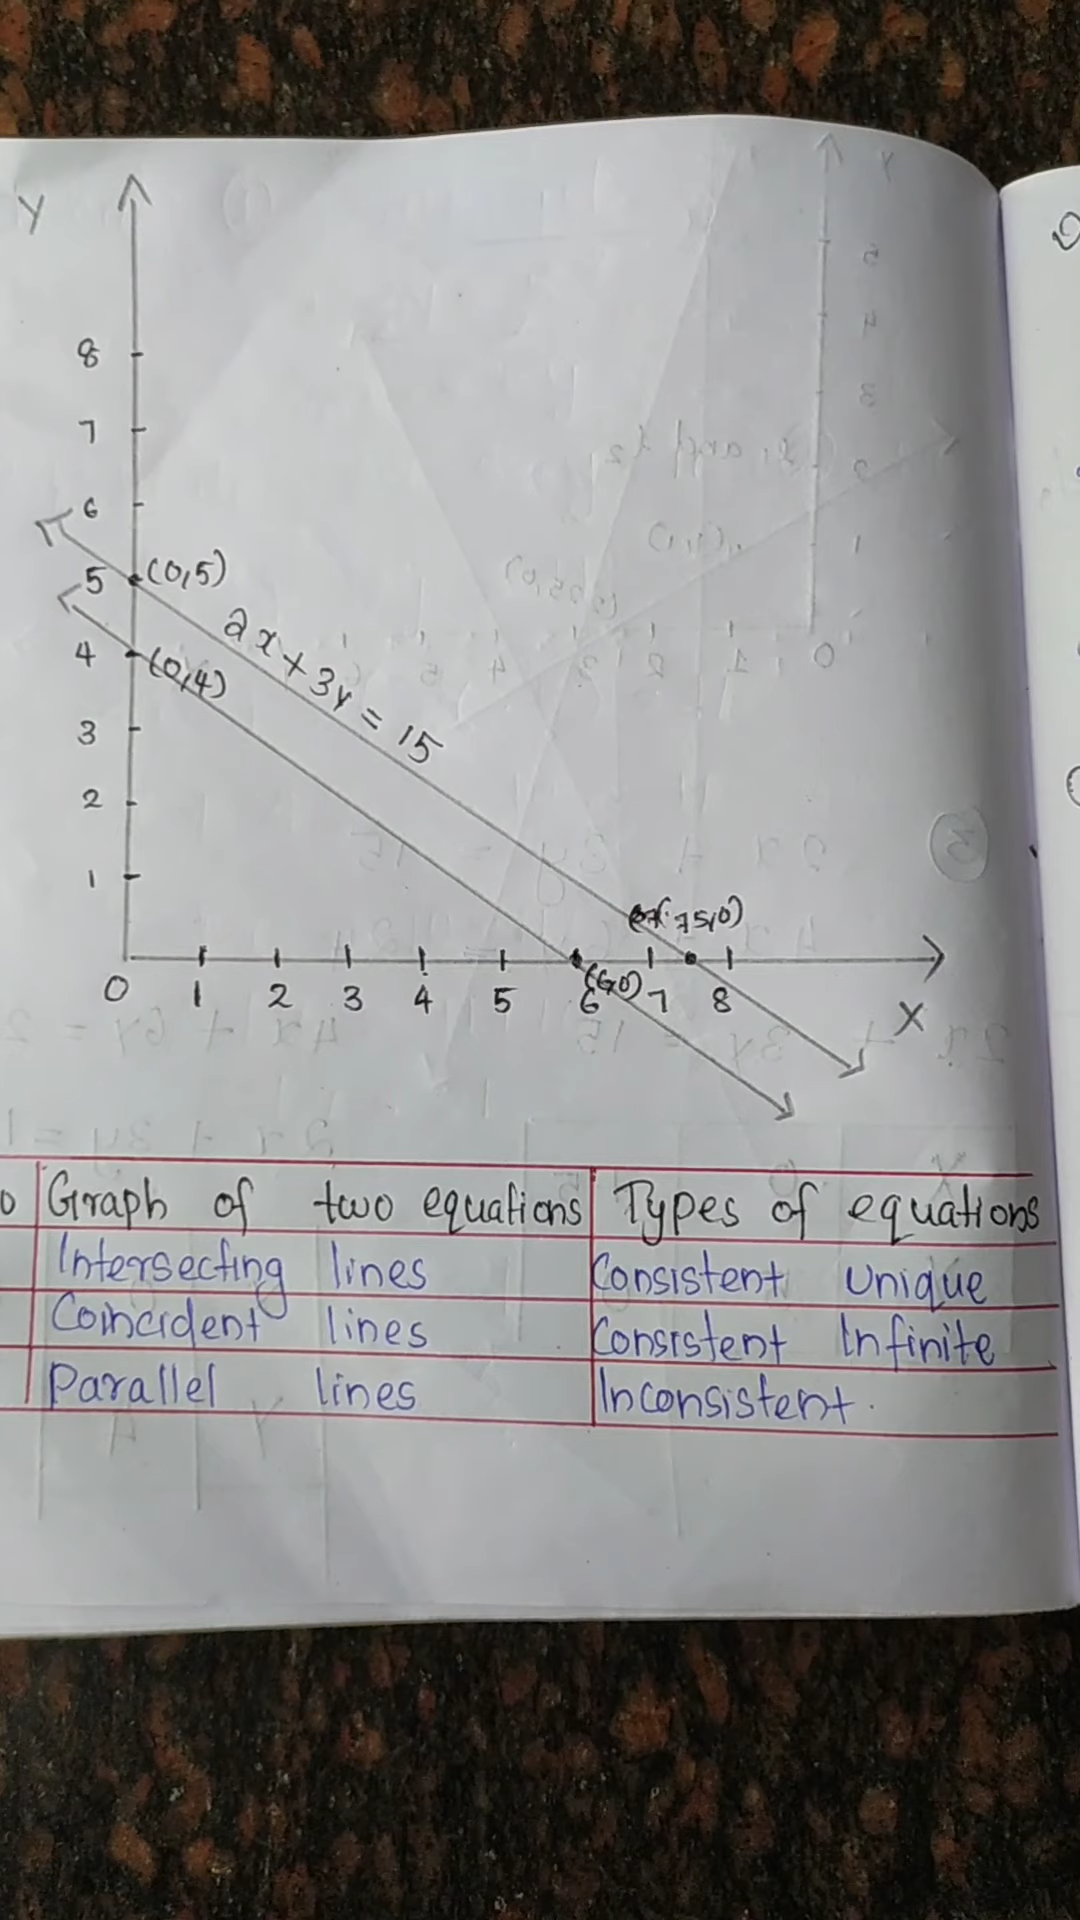 Y
8
7
6
5 (0,5)
4 (0,4)
2x + 3y = 15
3
2
1
75,0)
0 1 2 3 4 5 6 (6,0) 7 8
X
Graph of two equations Types of equations
Intersecting lines Consistent Unique
Coincident lines Consistent Infinite
Parallel lines Inconsistent.